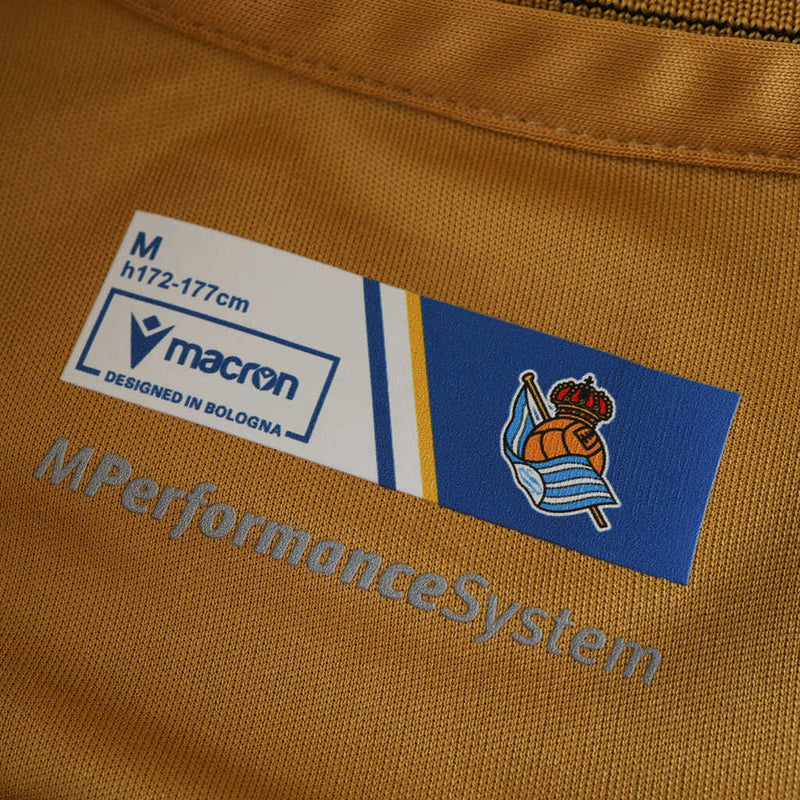 M
h172-177cm
macron
DESIGNED IN BOLOGNA
MPerformanceSystem